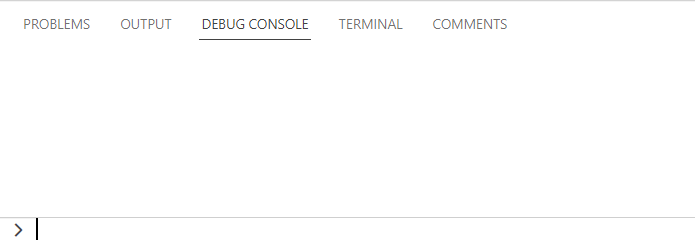 PROBLEMS OUTPUT DEBUG CONSOLE TERMINAL COMMENTS